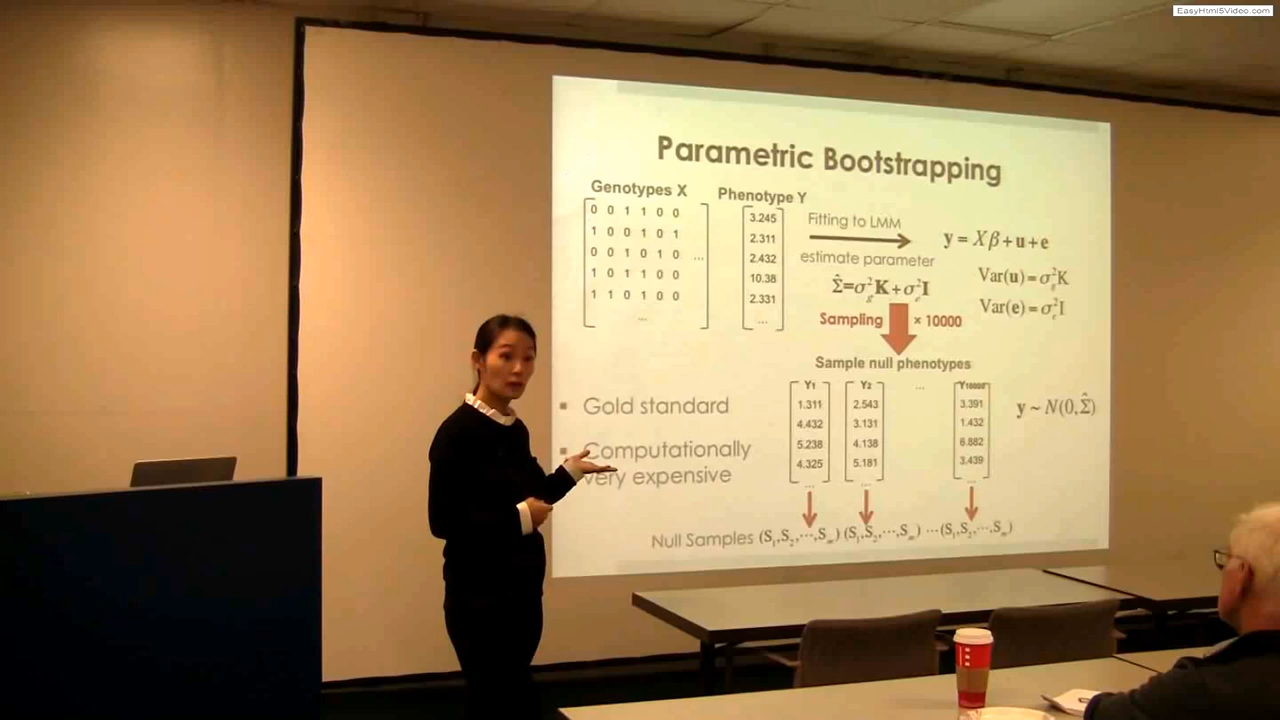 EasyHtml5Video.com
Parametric Bootstrapping
Genotypes X
Phenotype Y
0 0 1 1 0 0
1 0 0 1 0 1
0 0 1 0 1 0 ...
1 0 1 1 0 0
1 1 0 1 0 0
...
3.245
2.311
2.432
10.38
2.331
...
Fitting to LMM
estimate parameter
Σ̂=σ²gK+σ²eI
y = Xβ+u+e
Var(u) = σ²gK
Var(e) = σ²eI
Sampling × 10000
Sample null phenotypes
Y1 Y2 ... Y10000
1.311 2.543 3.391
4.432 3.131 1.432
5.238 4.138 6.882
4.325 5.181 3.439
... ... ...
y ~ N(0,Σ̂)
▪ Gold standard
▪ Computationally
very expensive
Null Samples (S1,S2,···,Sm) (S1,S2,···,Sm) ···(S1,S2,···,Sm)